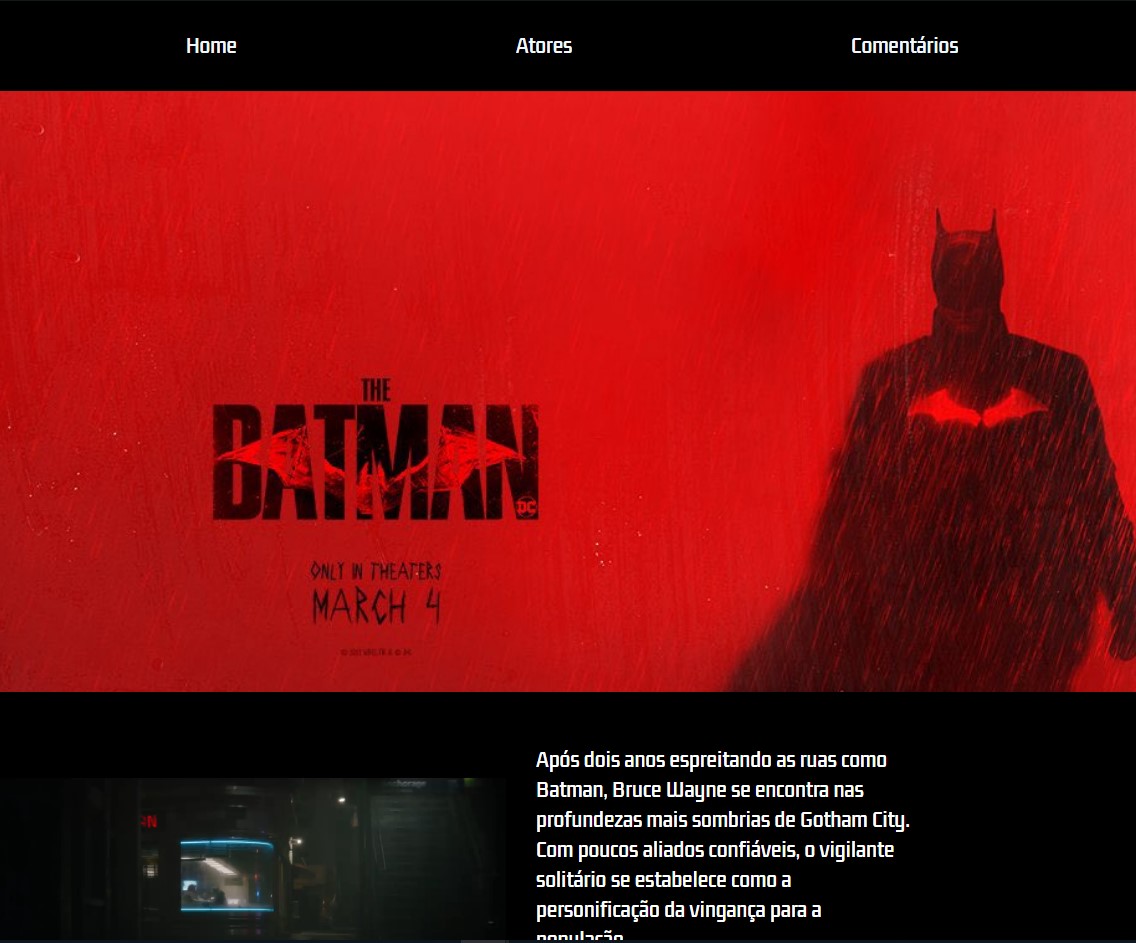 Home
Atores
Comentários
THE
BATMAN
DC
ONLY IN THEATERS
MARCH 4
Após dois anos espreitando as ruas como
Batman, Bruce Wayne se encontra nas
profundezas mais sombrias de Gotham City.
Com poucos aliados confiáveis, o vigilante
solitário se estabelece como a
personificação da vingança para a
população.